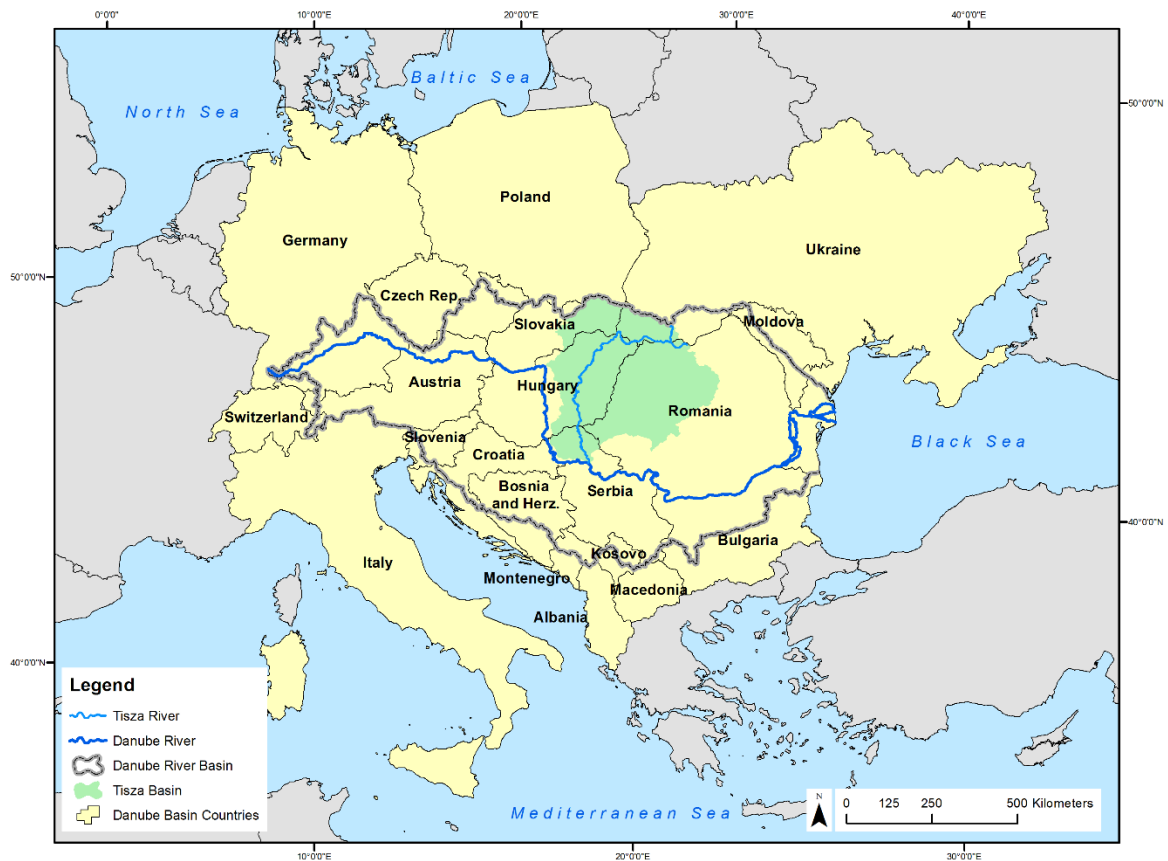 0°0'0" 10°0'0"E 20°0'0"E 30°0'0"E 40°0'0"E
Baltic Sea
North Sea
50°0'0"N
Poland
Germany
Ukraine
50°0'0"N
Czech Rep.
Slovakia
Moldova
Austria
Hungary
Switzerland
Romania
Slovenia
Black Sea
Croatia
Bosnia
and Herz.
Serbia
40°0'0"N
Bulgaria
Kosovo
Italy
Montenegro
Macedonia
Albania
40°0'0"N
Legend
Tisza River
Danube River
Danube River Basin
Tisza Basin
Danube Basin Countries
Mediterranean Sea
N
0 125 250 500 Kilometers
10°0'0"E 20°0'0"E 30°0'0"E